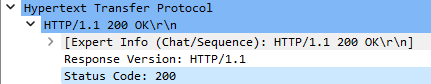 Hypertext Transfer Protocol
HTTP/1.1 200 OK\r\n
[Expert Info (Chat/Sequence): HTTP/1.1 200 OK\r\n]
Response Version: HTTP/1.1
Status Code: 200